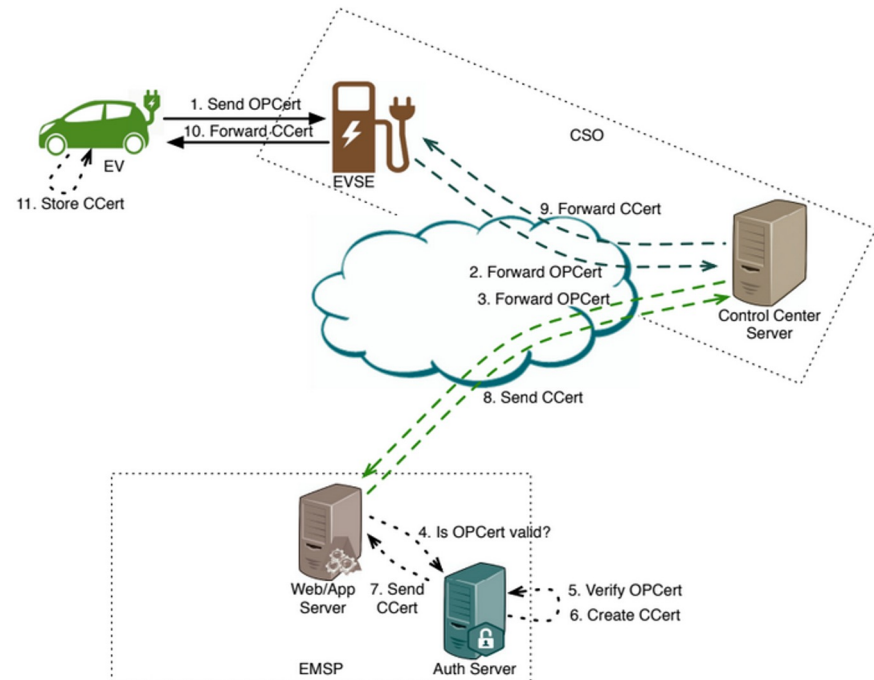 1. Send OPCert
10. Forward CCert
EV
11. Store CCert
EVSE
CSO
9. Forward CCert
2. Forward OPCert
3. Forward OPCert
Control Center
Server
8. Send CCert
4. Is OPCert valid?
Web/App
Server
7. Send
CCert
5. Verify OPCert
6. Create CCert
EMSP
Auth Server